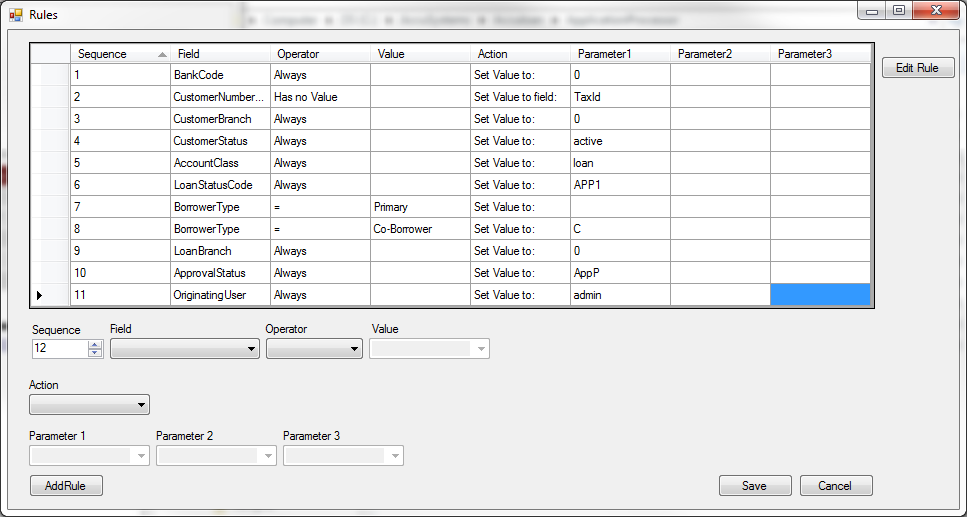 Rules
Sequence Field Operator Value Action Parameter1 Parameter2 Parameter3
1 BankCode Always Set Value to: 0
2 CustomerNumber... Has no Value Set Value to field: TaxId
3 CustomerBranch Always Set Value to: 0
4 CustomerStatus Always Set Value to: active
5 AccountClass Always Set Value to: loan
6 LoanStatusCode Always Set Value to: APP1
7 BorrowerType = Primary Set Value to:
8 BorrowerType = Co-Borrower Set Value to: C
9 LoanBranch Always Set Value to: 0
10 ApprovalStatus Always Set Value to: AppP
11 OriginatingUser Always Set Value to: admin
Edit Rule
Sequence Field Operator Value
12
Action
Parameter 1 Parameter 2 Parameter 3
AddRule Save Cancel